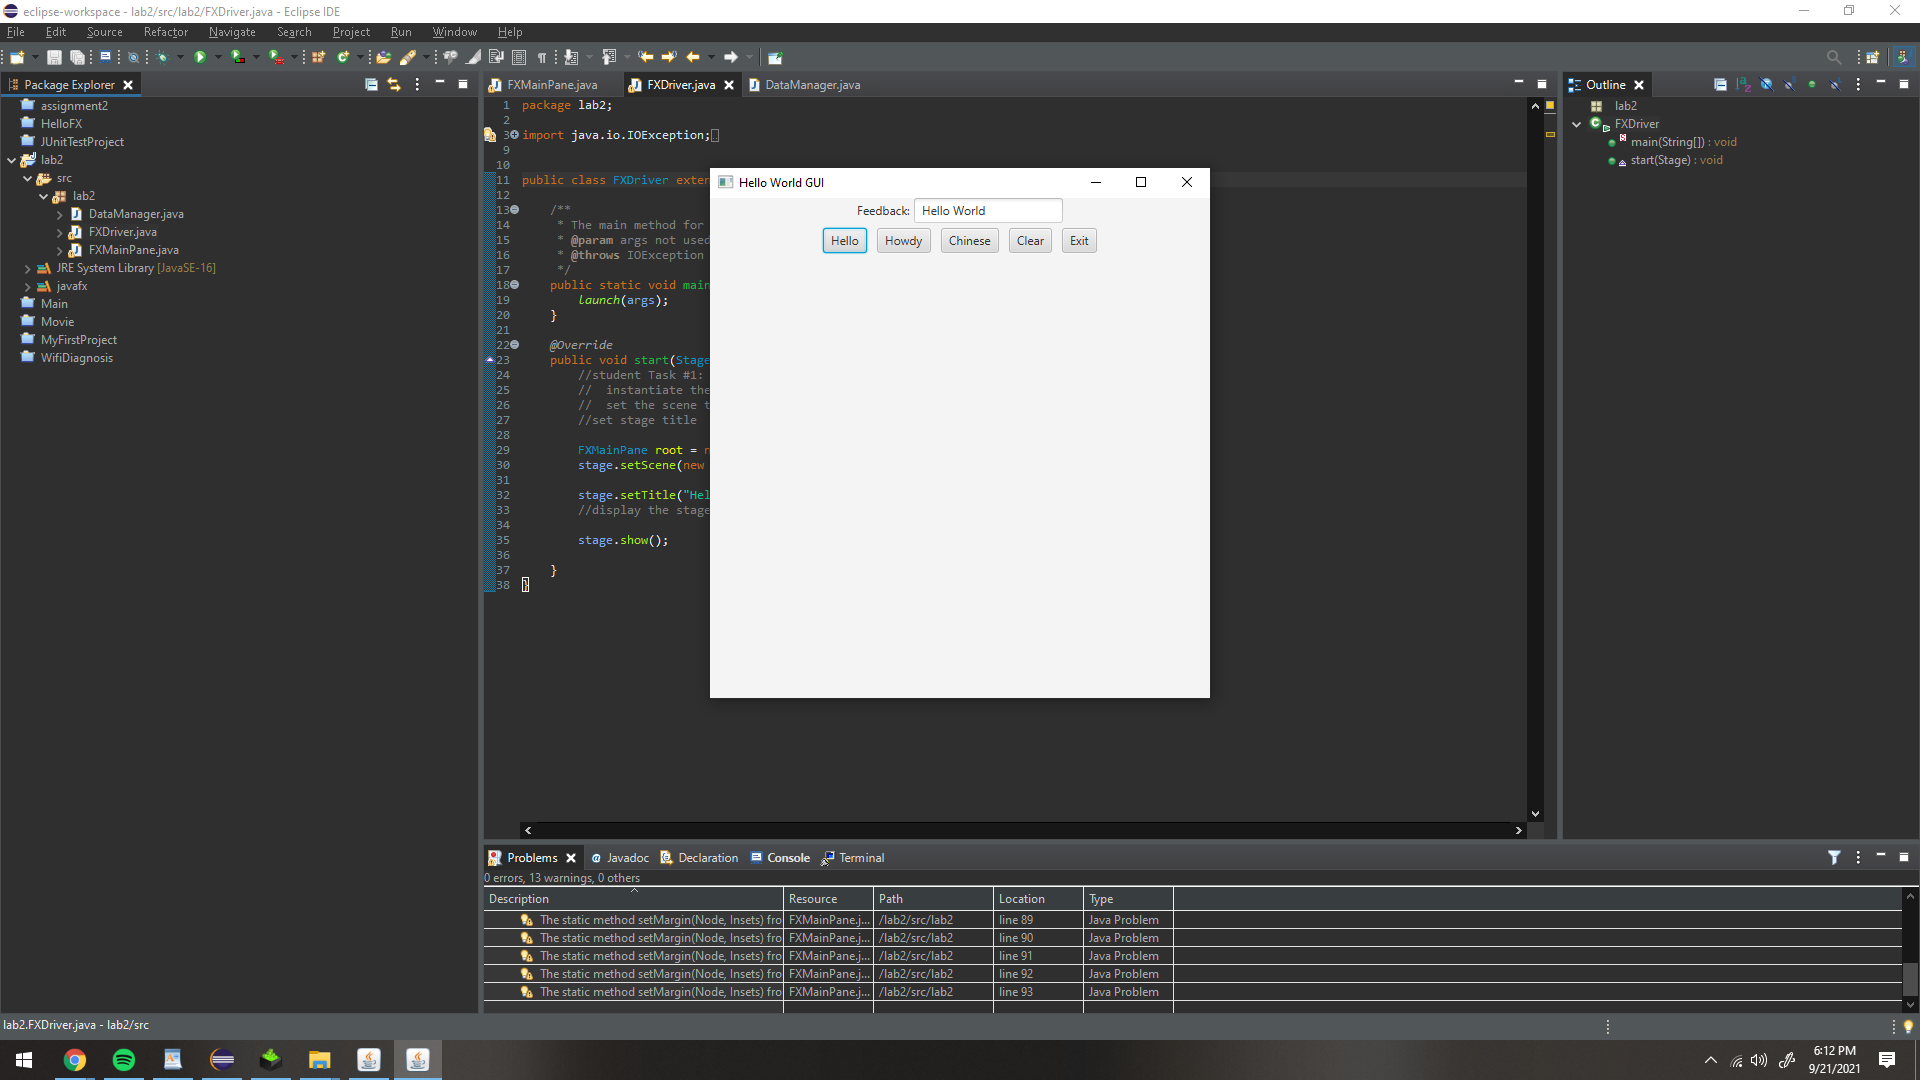 eclipse-workspace - lab2/src/lab2/FXDriver.java - Eclipse IDE
File Edit Source Refactor Navigate Search Project Run Window Help
Package Explorer
assignment2
HelloFX
JUnitTestProject
lab2
src
lab2
DataManager.java
FXDriver.java
FXMainPane.java
JRE System Library [JavaSE-16]
javafx
Main
Movie
MyFirstProject
WifiDiagnosis
FXMainPane.java FXDriver.java DataManager.java
1 package lab2;
2
3 import java.io.IOException;
9
10
11 public class FXDriver exten
12
13 /**
14 * The main method for
15 * @param args not used
16 * @throws IOException
17 */
18 public static void main
19 launch(args);
20 }
21
22 @Override
23 public void start(Stage
24 //student Task #1:
25 // instantiate the
26 // set the scene t
27 //set stage title
28
29 FXMainPane root = n
30 stage.setScene(new
31
32 stage.setTitle("Hel
33 //display the stage
34
35 stage.show();
36
37 }
38 }
Hello World GUI
Feedback: Hello World
Hello Howdy Chinese Clear Exit
Outline
lab2
FXDriver
main(String[]) : void
start(Stage) : void
Problems Javadoc Declaration Console Terminal
0 errors, 13 warnings, 0 others
Description Resource Path Location Type
The static method setMargin(Node, Insets) fro FXMainPane.j... /lab2/src/lab2 line 89 Java Problem
The static method setMargin(Node, Insets) fro FXMainPane.j... /lab2/src/lab2 line 90 Java Problem
The static method setMargin(Node, Insets) fro FXMainPane.j... /lab2/src/lab2 line 91 Java Problem
The static method setMargin(Node, Insets) fro FXMainPane.j... /lab2/src/lab2 line 92 Java Problem
The static method setMargin(Node, Insets) fro FXMainPane.j... /lab2/src/lab2 line 93 Java Problem
lab2.FXDriver.java - lab2/src
6:12 PM
9/21/2021